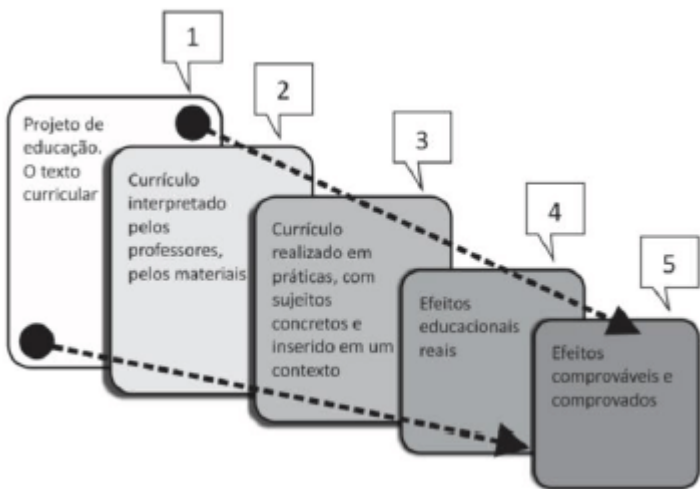 1
Projeto de
educação.
O texto
curricular
2
Currículo
interpretado
pelos
professores,
pelos materiais
3
Currículo
realizado em
práticas, com
sujeitos
concretos e
inserido em um
contexto
4
Efeitos
educacionais
reais
5
Efeitos
comprováveis e
comprovados